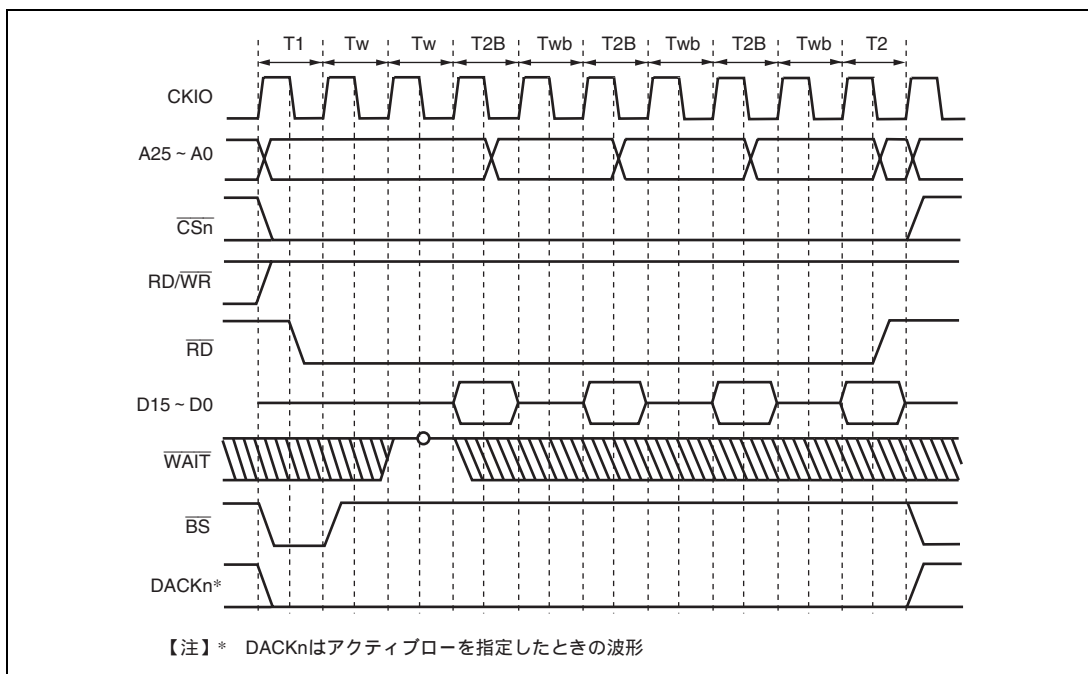 T1 Tw Tw T2B Twb T2B Twb T2B Twb T2
CKIO
A25 ~ A0
CSn
RD/WR
RD
D15 ~ D0
WAIT
BS
DACKn*
【注】* DACKnはアクティブローを指定したときの波形